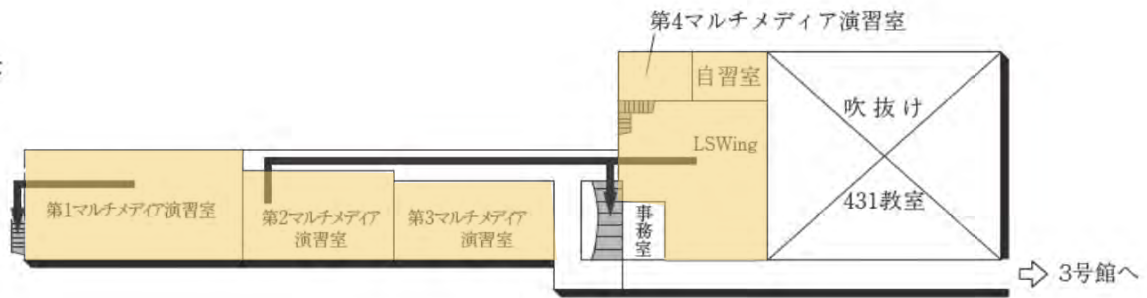 第4マルチメディア演習室
自習室
吹抜け
LSWing
431教室
第1マルチメディア演習室
第2マルチメディア
演習室
第3マルチメディア
演習室
事務室
3号館へ